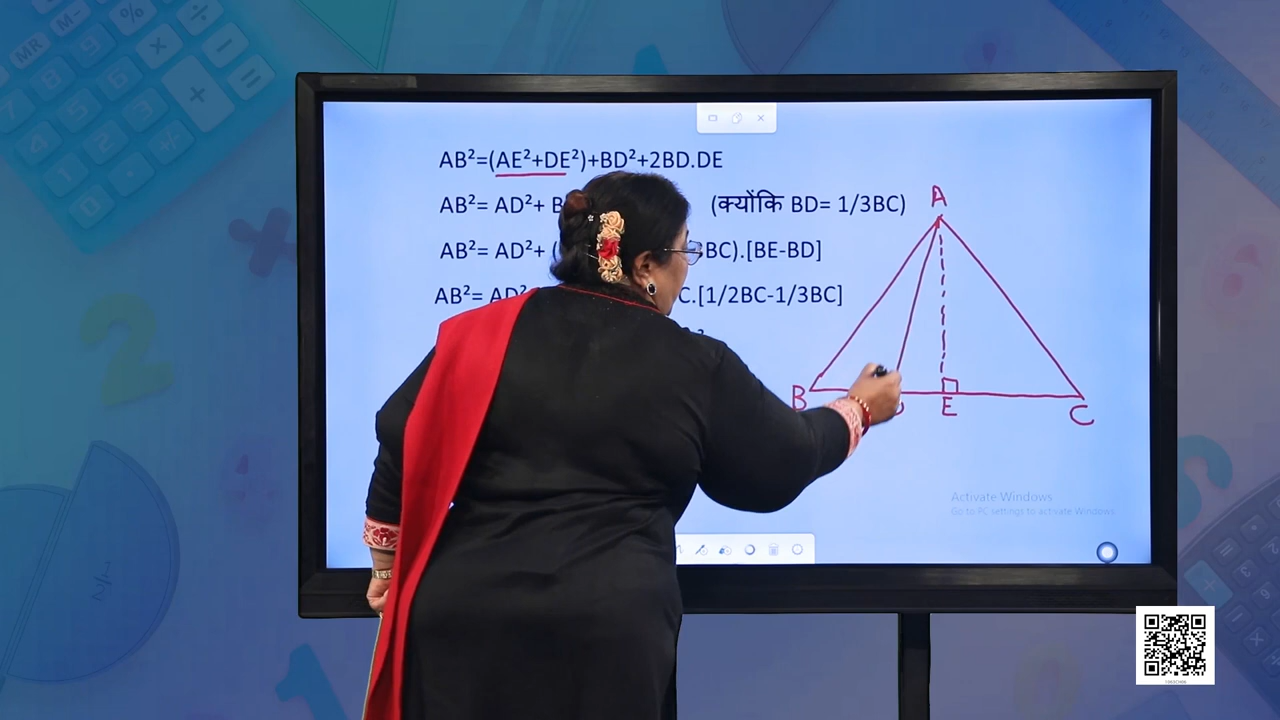 AB²=(AE²+DE²)+BD²+2BD.DE
AB²= AD²+ (क्योंकि BD= 1/3BC)
AB²= AD²+ BC).[BE-BD]
AB²= AD² C.[1/2BC-1/3BC]
A
B
E
C
Activate Windows
Go to PC settings to activate Windows.